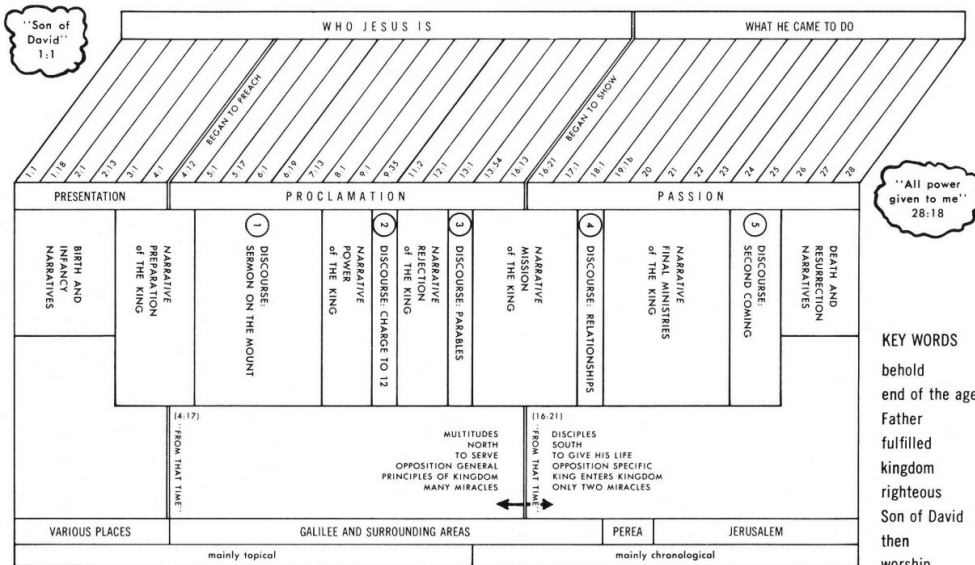 "Son of
David"
1:1
WHO JESUS IS
WHAT HE CAME TO DO
BEGAN TO PREACH
BEGAN TO SHOW
1:1
1:18
2:1
2:13
3:1
4:1
4:12
5:1
5:17
6:1
6:19
7:13
8:1
9:1
9:35
11:2
12:1
13:1
13:54
16:13
16:21
17:1
18:1
19:1b
20
21
22
23
24
25
26
27
28
PRESENTATION
PROCLAMATION
PASSION
"All power
given to me"
28:18
BIRTH AND
INFANCY
NARRATIVES
NARRATIVE
PREPARATION
of THE KING
1
DISCOURSE:
SERMON ON THE MOUNT
NARRATIVE
POWER
of THE KING
2
DISCOURSE: CHARGE TO 12
NARRATIVE
REJECTION
of THE KING
3
DISCOURSE: PARABLES
NARRATIVE
MISSION
of THE KING
4
DISCOURSE: RELATIONSHIPS
NARRATIVE
FINAL MINISTRIES
of THE KING
5
DISCOURSE:
SECOND COMING
DEATH AND
RESURRECTION
NARRATIVES
(4:17)
"FROM THAT TIME"
MULTITUDES
NORTH
TO SERVE
OPPOSITION GENERAL
PRINCIPLES OF KINGDOM
MANY MIRACLES
(16:21)
"FROM THAT TIME"
DISCIPLES
SOUTH
TO GIVE HIS LIFE
OPPOSITION SPECIFIC
KING ENTERS KINGDOM
ONLY TWO MIRACLES
VARIOUS PLACES
GALILEE AND SURROUNDING AREAS
PEREA
JERUSALEM
mainly topical
mainly chronological
KEY WORDS
behold
end of the age
Father
fulfilled
kingdom
righteous
Son of David
then
worship